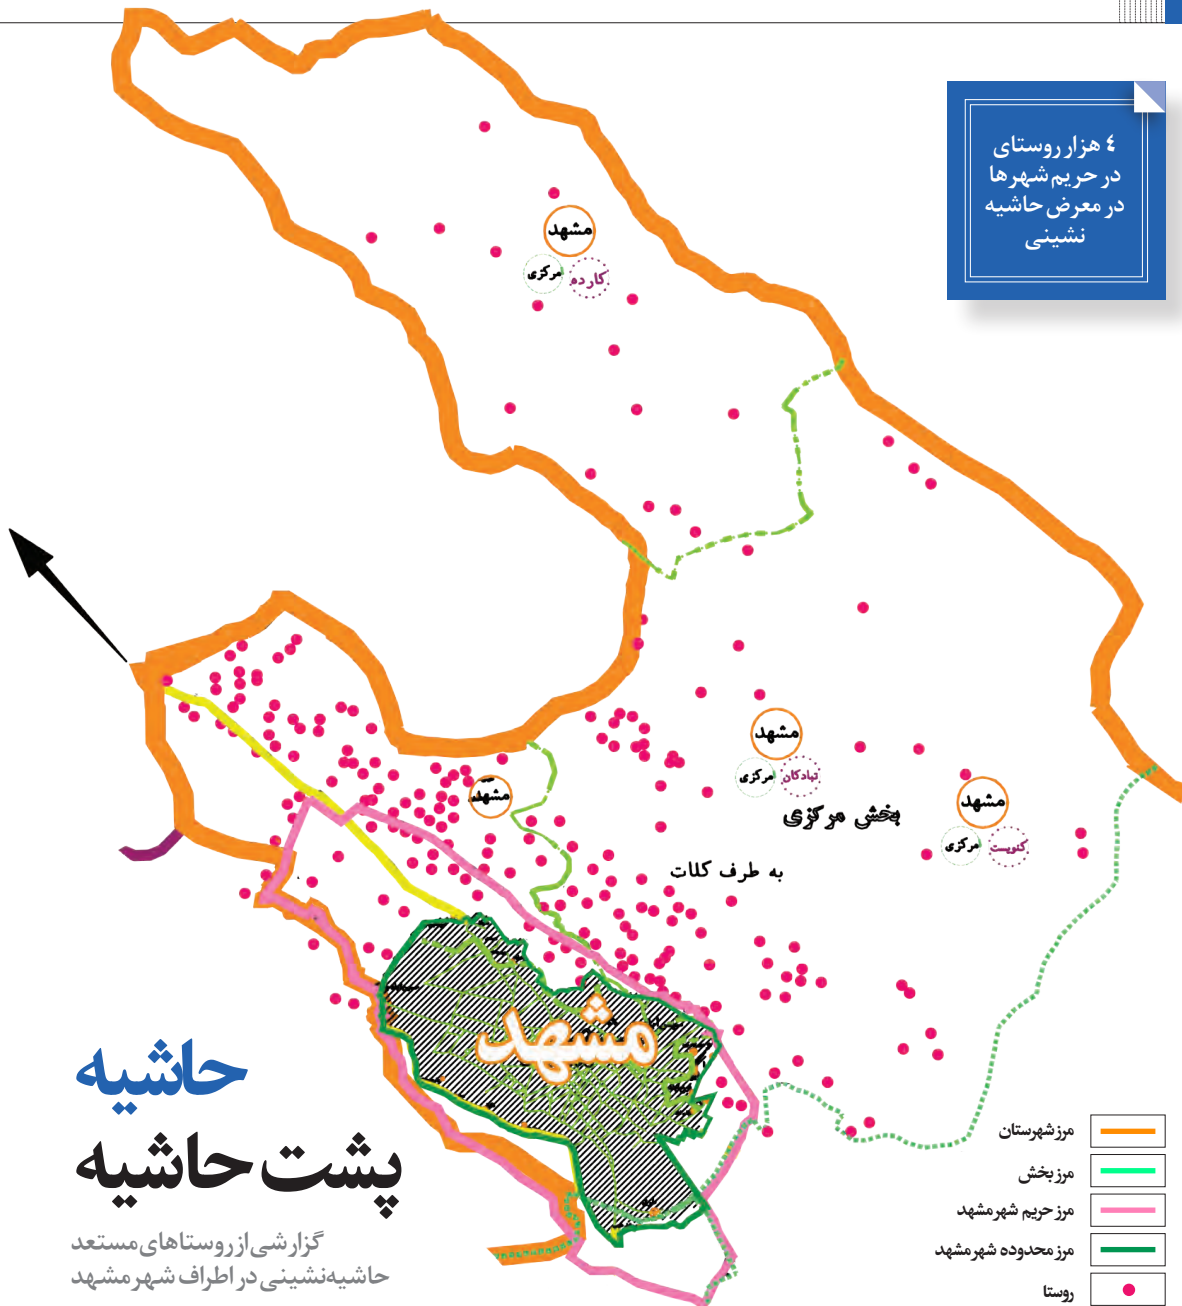 ٤ هزار روستای
در حریم شهرها
در معرض حاشیه
نشینی
مشهد
مرکزی
کارده
مشهد
مرکزی
تبادکان
بخش مرکزی
مشهد
مرکزی
کنویست
مشهد
به طرف کلات
مشهد
حاشیه
پشت حاشیه
گزارشی از روستاهای مستعد
حاشیه‌نشینی در اطراف شهر مشهد
مرز شهرستان
مرز بخش
مرز حریم شهر مشهد
مرز محدوده شهر مشهد
روستا